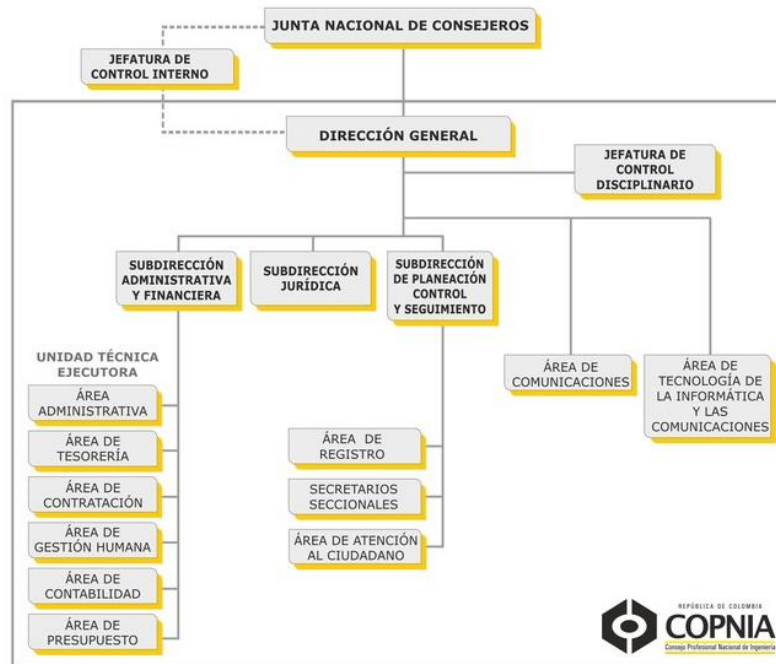 JUNTA NACIONAL DE CONSEJEROS
JEFATURA DE
CONTROL INTERNO
DIRECCIÓN GENERAL
JEFATURA DE
CONTROL
DISCIPLINARIO
SUBDIRECCIÓN
ADMINISTRATIVA
Y FINANCIERA
SUBDIRECCIÓN
JURÍDICA
SUBDIRECCIÓN
DE PLANEACIÓN
CONTROL
Y SEGUIMIENTO
ÁREA DE
COMUNICACIONES
ÁREA DE
TECNOLOGÍA DE
LA INFORMÁTICA
Y LAS
COMUNICACIONES
UNIDAD TÉCNICA
EJECUTORA
ÁREA
ADMINISTRATIVA
ÁREA DE
TESORERÍA
ÁREA DE
CONTRATACIÓN
ÁREA DE
GESTIÓN HUMANA
ÁREA DE
CONTABILIDAD
ÁREA DE
PRESUPUESTO
ÁREA DE
REGISTRO
SECRETARIOS
SECCIONALES
ÁREA DE ATENCIÓN
AL CIUDADANO
REPÚBLICA DE COLOMBIA
COPNIA
Consejo Profesional Nacional de Ingeniería